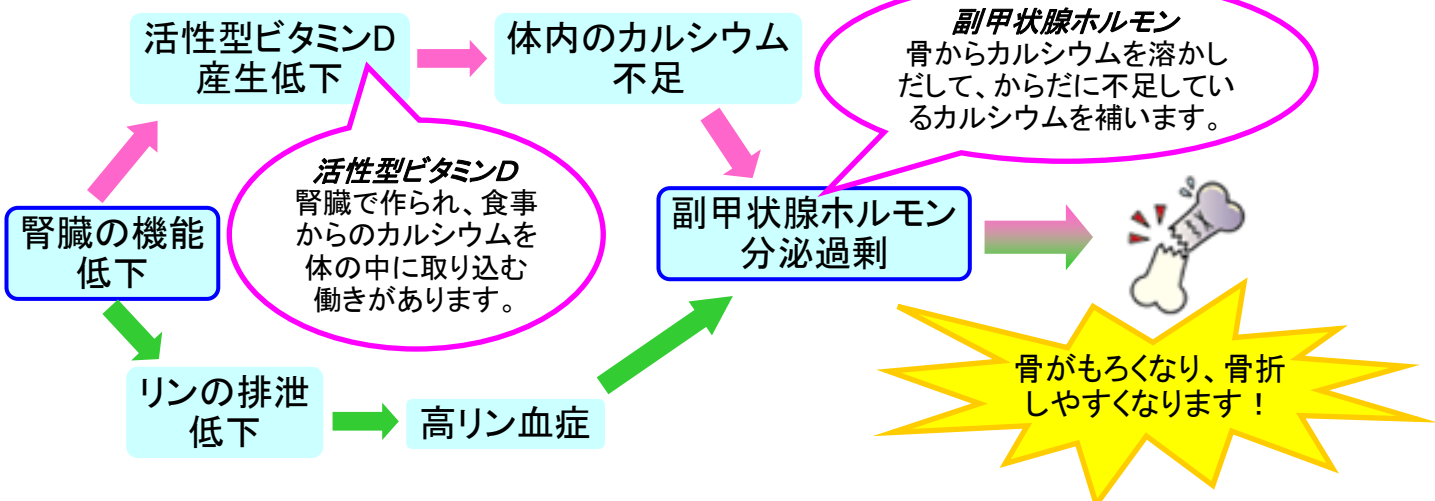 活性型ビタミンD
産生低下
体内のカルシウム
不足
副甲状腺ホルモン
骨からカルシウムを溶かし
だして、からだに不足してい
るカルシウムを補います。
活性型ビタミンD
腎臓で作られ、食事
からのカルシウムを
体の中に取り込む
働きがあります。
腎臓の機能
低下
副甲状腺ホルモン
分泌過剰
リンの排泄
低下
高リン血症
骨がもろくなり、骨折
しやすくなります！